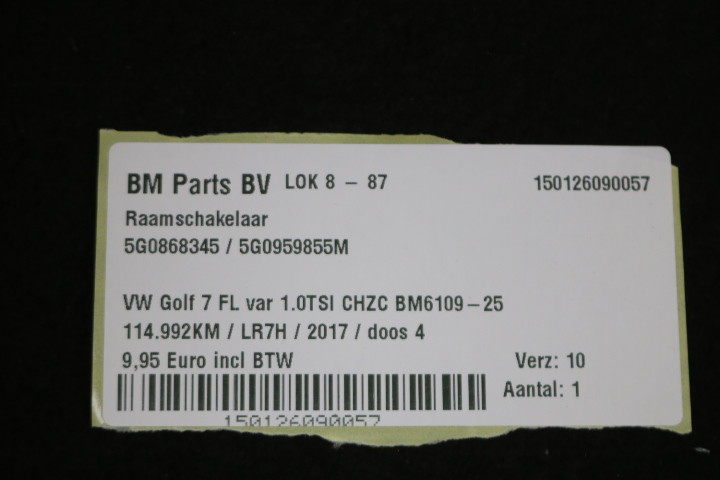 BM Parts BV LOK 8 – 87 150126090057
Raamschakelaar
5G0868345 / 5G0959855M
VW Golf 7 FL var 1.0TSI CHZC BM6109–25
114.992KM / LR7H / 2017 / doos 4
9,95 Euro incl BTW Verz: 10
Aantal: 1
150126090057